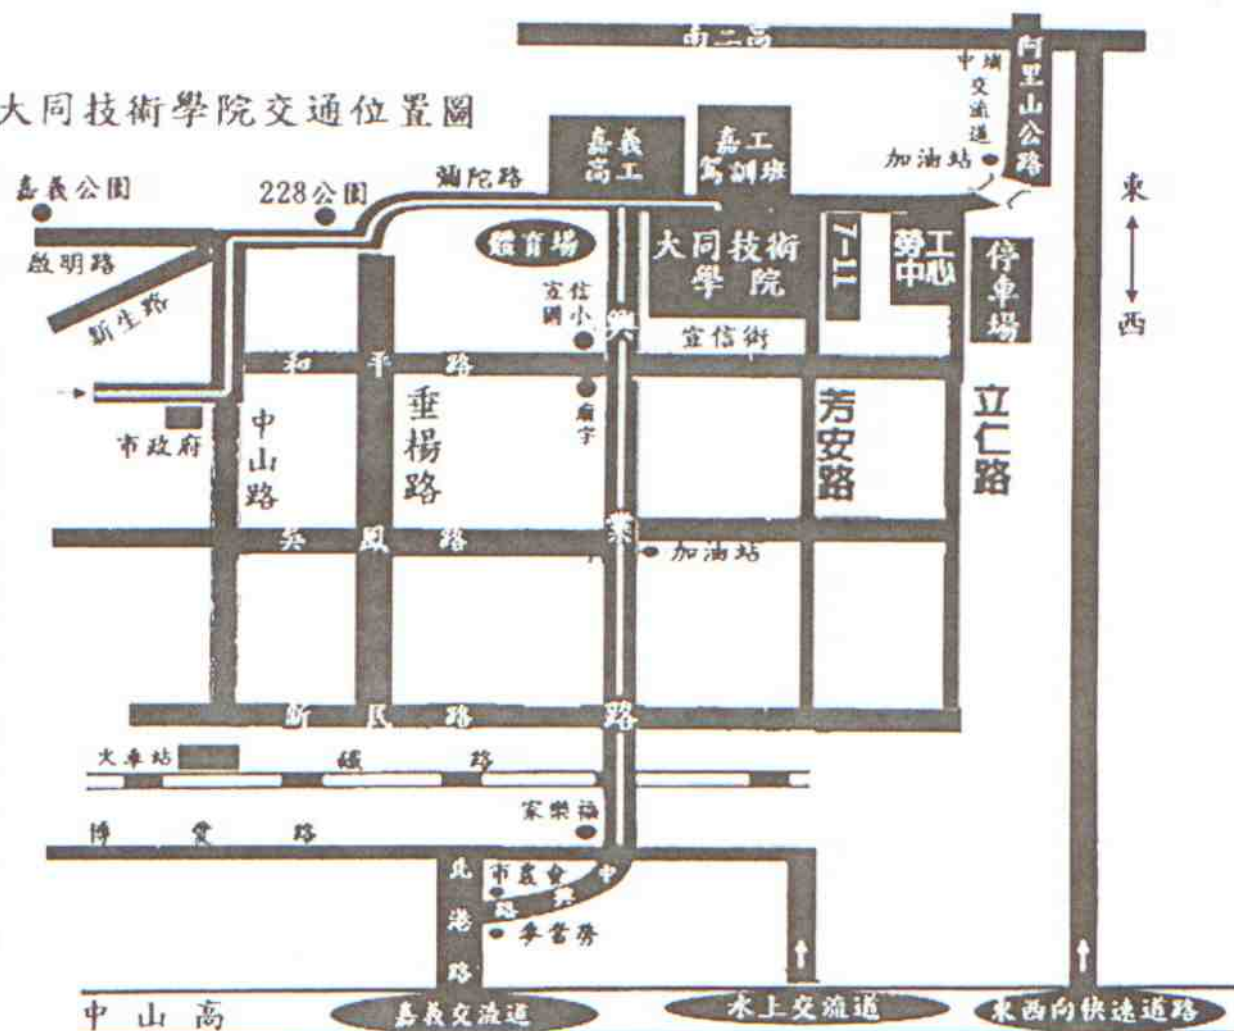 南二高
阿里山公路
中埔
交流道
大同技術學院交通位置圖
嘉義
高工
嘉工
駕訓班
加油站
嘉義公園
228公園
彌陀路
東
西
啟明路
新生路
體育場
大同技術
學院
7-11
勞工
中心
停車場
宣信
國小
宣信街
和平路
興業路
市政府
中山路
垂楊路
廟宇
芳安路
立仁路
吳鳳路
加油站
新民路
火車站
鐵路
家樂福
博愛路
北港路
市農會
中興路
麥當勞
中山高
嘉義交流道
水上交流道
東西向快速道路